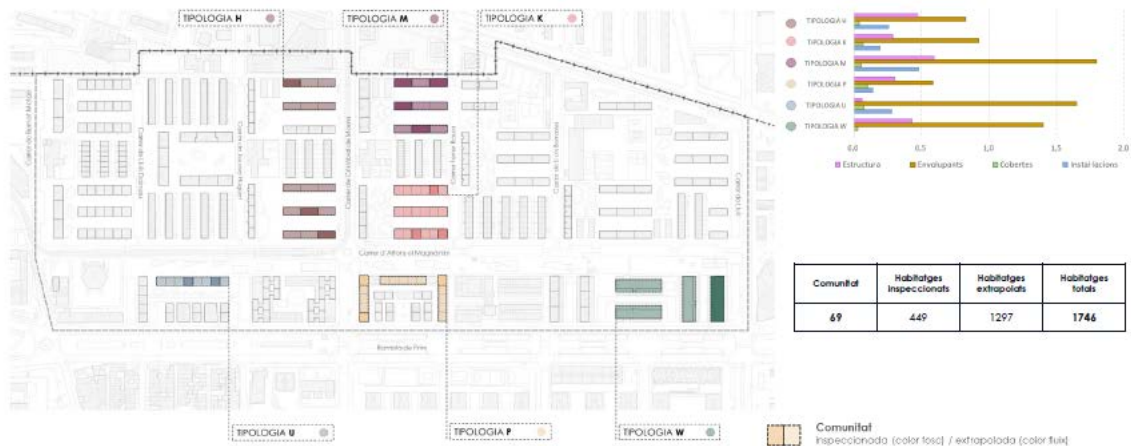 TIPOLOGIA H
TIPOLOGIA M
TIPOLOGIA K
TIPOLOGIA H
TIPOLOGIA K
TIPOLOGIA M
TIPOLOGIA P
TIPOLOGIA U
TIPOLOGIA W
0,0 0,5 1,0 1,5 2,0
Estructura Envolupants Cobertes Instal·lacions
Carrer d'Alfons el Magnànim
Rambla de Prim
Comunitat
Habitatges inspeccionats
Habitatges extrapolats
Habitatges totals
69 449 1297 1746
TIPOLOGIA U
TIPOLOGIA P
TIPOLOGIA W
Comunitat
inspeccionada (color fosc) / extrapolada (color fluix)